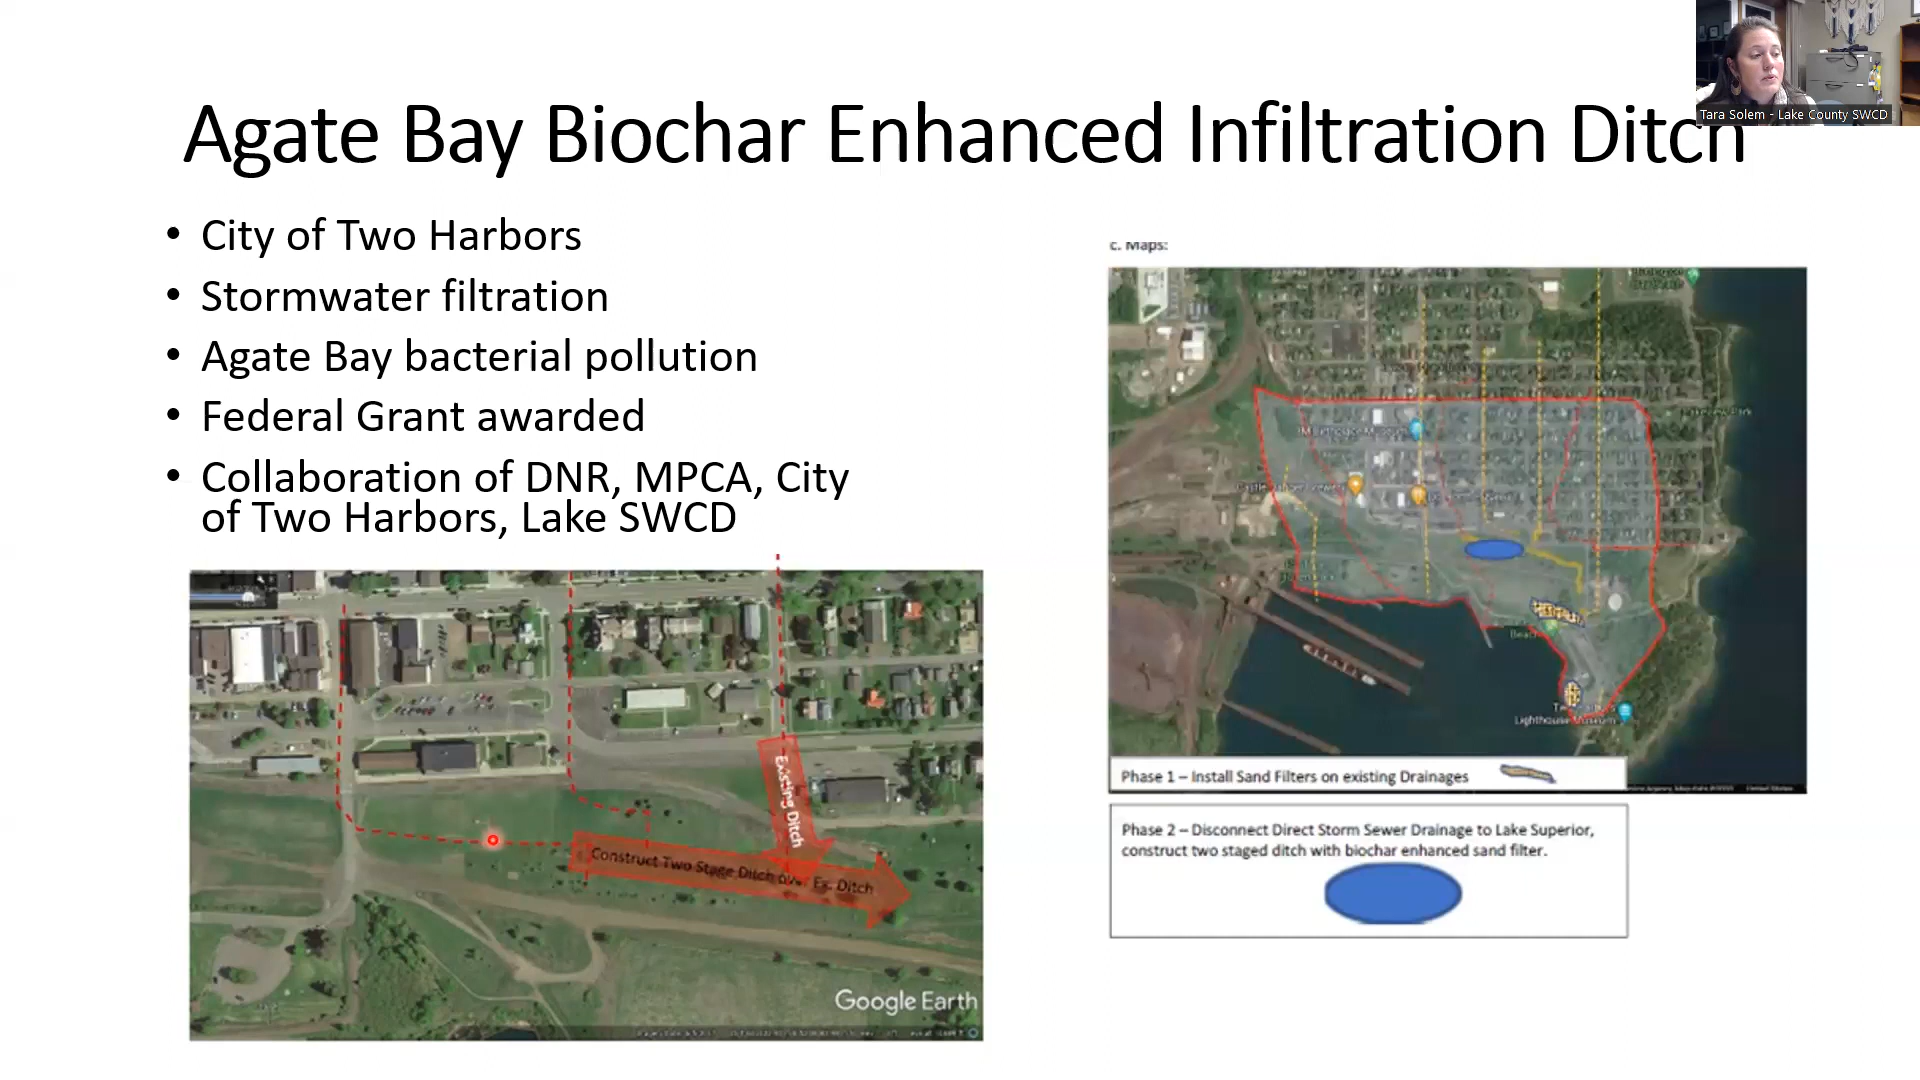 Tara Solem - Lake County SWCD
Agate Bay Biochar Enhanced Infiltration Ditch
• City of Two Harbors
• Stormwater filtration
• Agate Bay bacterial pollution
• Federal Grant awarded
• Collaboration of DNR, MPCA, City
of Two Harbors, Lake SWCD
Existing Ditch
Construct Two Stage Ditch over Ex. Ditch
Google Earth
c. Maps:
Beach
Lighthouse Museum
Phase 1 – Install Sand Filters on existing Drainages
Phase 2 – Disconnect Direct Storm Sewer Drainage to Lake Superior,
construct two staged ditch with biochar enhanced sand filter.